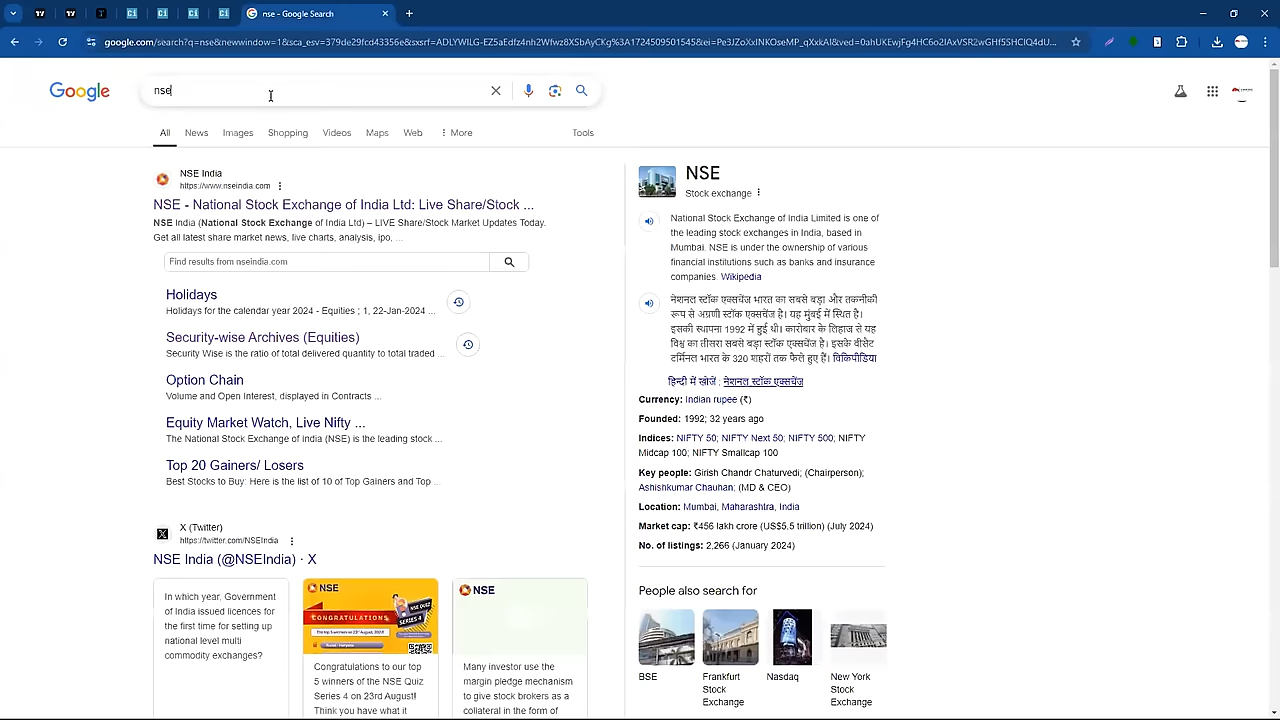 nse - Google Search
google.com/search?q=nse&newwindow=1&sca_esv=379de29fcd43356e&sxsrf=
Google
nse
All News Images Shopping Videos Maps Web More Tools
NSE India
https://www.nseindia.com
NSE - National Stock Exchange of India Ltd: Live Share/Stock ...
NSE India (National Stock Exchange of India Ltd) – LIVE Share/Stock Market Updates Today.
Get all latest share market news, live charts, analysis, ipo, ...
Find results from nseindia.com
Holidays
Holidays for the calendar year 2024 - Equities ; 1, 22-Jan-2024 ...
Security-wise Archives (Equities)
Security Wise is the ratio of total delivered quantity to total traded ...
Option Chain
Volume and Open Interest, displayed in Contracts ...
Equity Market Watch, Live Nifty ...
The National Stock Exchange of India (NSE) is the leading stock ...
Top 20 Gainers/ Losers
Best Stocks to Buy: Here is the list of 10 of Top Gainers and Top ...
X (Twitter)
https://twitter.com/NSEIndia
NSE India (@NSEIndia) · X
In which year, Government
of India issued licences for
the first time for setting up
national level multi
commodity exchanges?
NSE
NSE QUIZ
SERIES 4
CONGRATULATIONS
The top 5 winners of the 23rd August, 2024!
Congratulations to our top
5 winners of the NSE Quiz
Series 4 on 23rd August!!
Think you have what it
NSE
Many investor use the
margin pledge mechanism
to give stock brokers as a
collateral in the form of
NSE
Stock exchange
National Stock Exchange of India Limited is one of
the leading stock exchanges in India, based in
Mumbai. NSE is under the ownership of various
financial institutions such as banks and insurance
companies. Wikipedia
नेशनल स्टॉक एक्सचेंज भारत का सबसे बड़ा और तकनीकी
रूप से अग्रणी स्टॉक एक्सचेंज है। यह मुंबई में स्थित है।
इसकी स्थापना 1992 में हुई थी। कारोबार के लिहाज से यह
विश्व का तीसरा सबसे बड़ा स्टॉक एक्सचेंज है। इसके वीसैट
टर्मिनल भारत के 320 शहरों तक फैले हुए हैं। विकिपीडिया
हिन्दी में खोजें : नेशनल स्टॉक एक्सचेंज
Currency: Indian rupee (₹)
Founded: 1992; 32 years ago
Indices: NIFTY 50; NIFTY Next 50; NIFTY 500; NIFTY
Midcap 100; NIFTY Smallcap 100
Key people: Girish Chandr Chaturvedi; (Chairperson);
Ashishkumar Chauhan; (MD & CEO)
Location: Mumbai, Maharashtra, India
Market cap: ₹456 lakh crore (US$5.5 trillion) (July 2024)
No. of listings: 2,266 (January 2024)
People also search for
BSE
Frankfurt
Stock
Exchange
Nasdaq
New York
Stock
Exchange